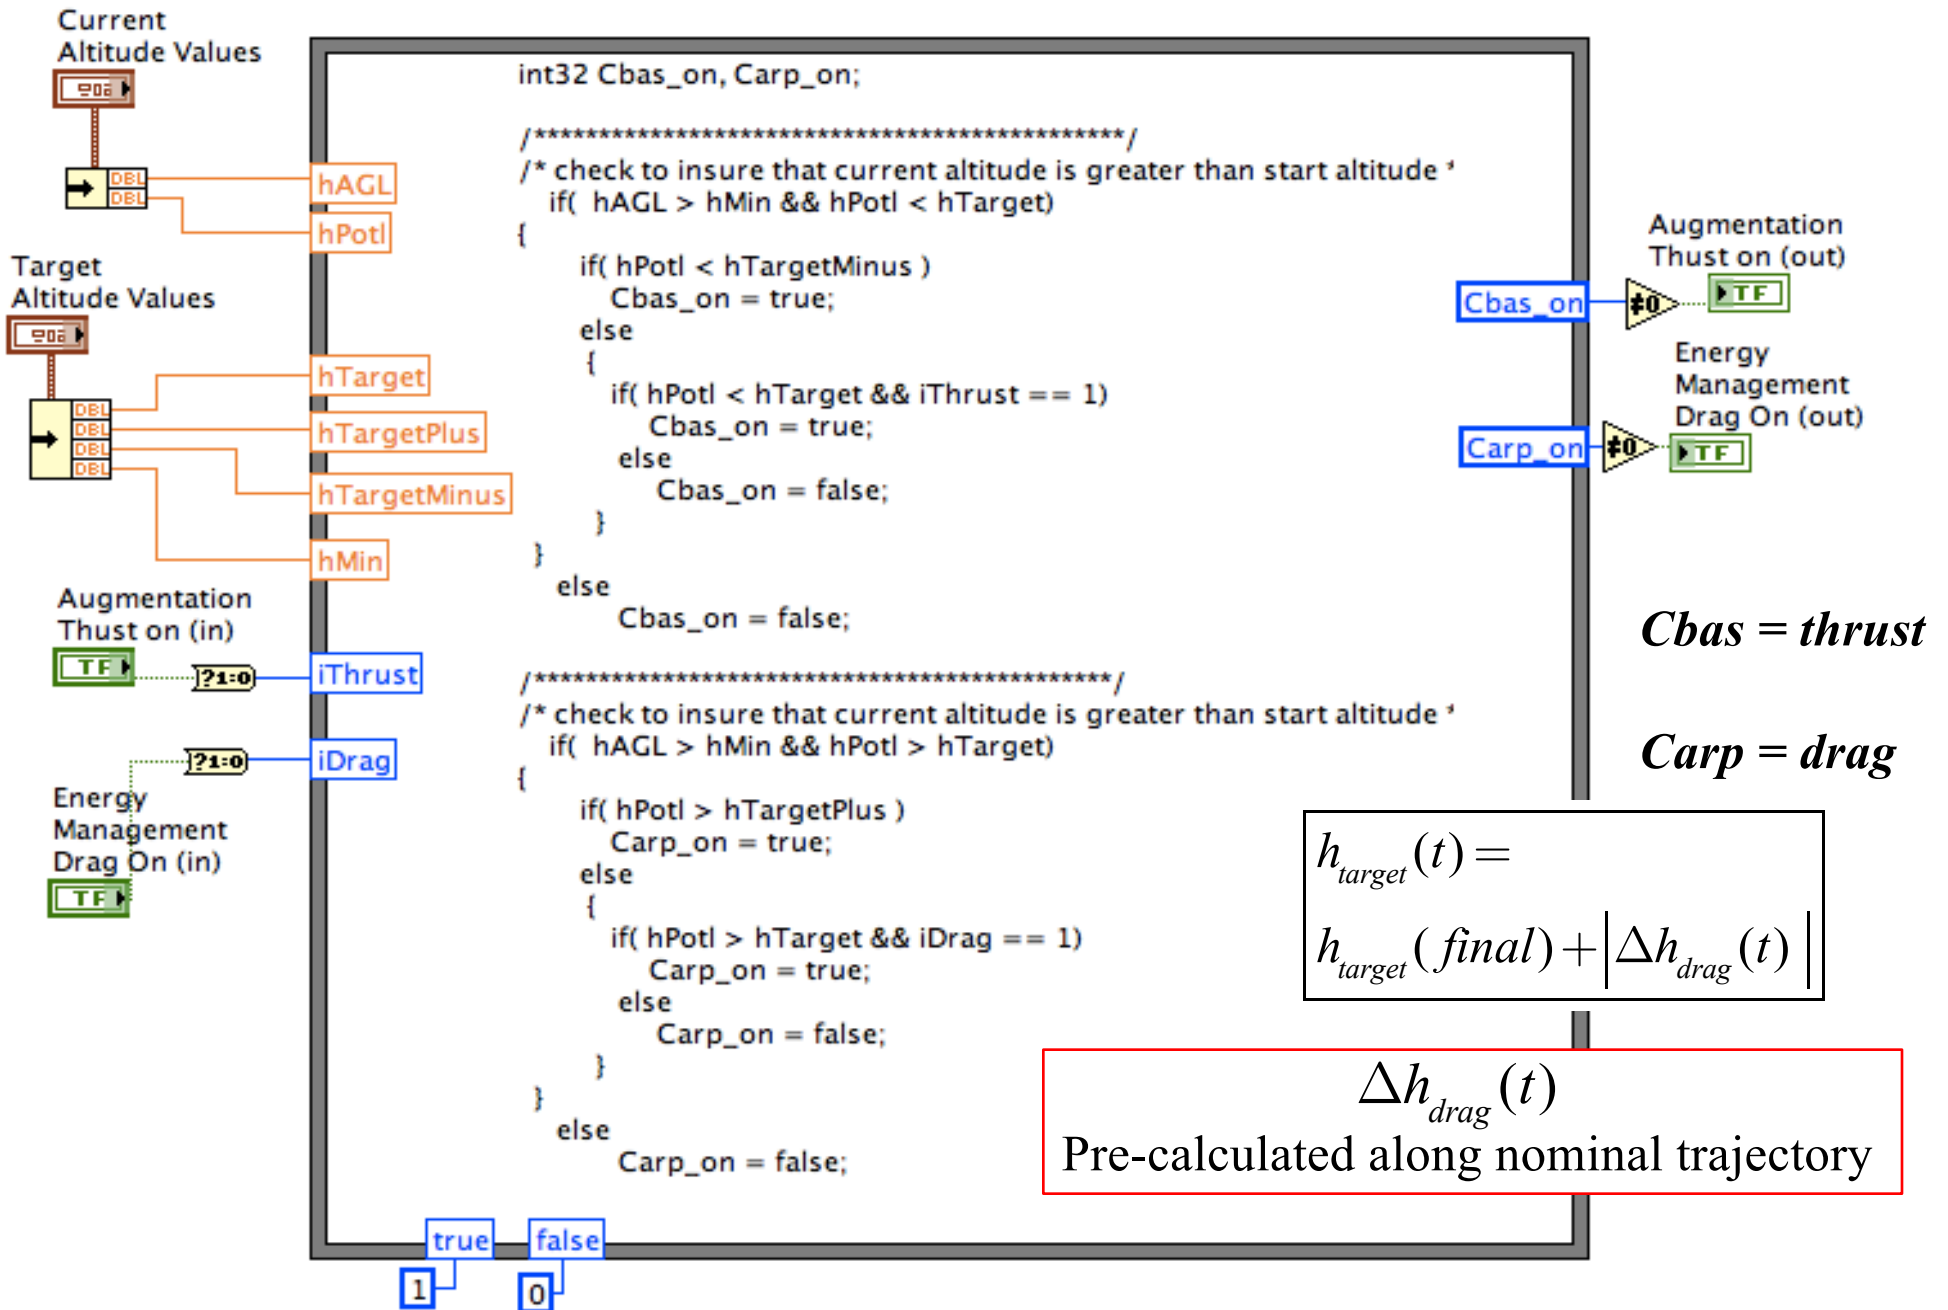 Current
Altitude Values
DBL
DBL
hAGL
hPotl
Target
Altitude Values
DBL
DBL
DBL
DBL
hTarget
hTargetPlus
hTargetMinus
hMin
Augmentation
Thust on (in)
TF
?1:0
iThrust
?1:0
iDrag
Energy
Management
Drag On (in)
TF
int32 Cbas_on, Carp_on;
/**********************************************/
/* check to insure that current altitude is greater than start altitude *
if( hAGL > hMin && hPotl < hTarget)
{
if( hPotl < hTargetMinus )
Cbas_on = true;
else
{
if( hPotl < hTarget && iThrust == 1)
Cbas_on = true;
else
Cbas_on = false;
}
}
else
Cbas_on = false;
/*********************************************/
/* check to insure that current altitude is greater than start altitude *
if( hAGL > hMin && hPotl > hTarget)
{
if( hPotl > hTargetPlus )
Carp_on = true;
else
{
if( hPotl > hTarget && iDrag == 1)
Carp_on = true;
else
Carp_on = false;
}
}
else
Carp_on = false;
true
false
1
0
Cbas_on
≠0
Augmentation
Thust on (out)
TF
Carp_on
≠0
Energy
Management
Drag On (out)
TF
Cbas = thrust
Carp = drag
h_target(t) =
h_target(final) + |Δh_drag(t)|
Δh_drag(t)
Pre-calculated along nominal trajectory